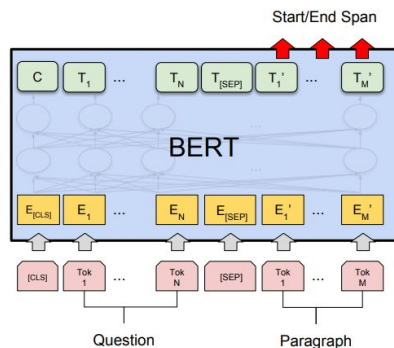 Start/End Span
C T1 ... TN T[SEP] T1' ... TM'
...
BERT
...
E[CLS] E1 ... EN E[SEP] E1' ... EM'
[CLS] Tok 1 ... Tok N [SEP] Tok 1 ... Tok M
Question Paragraph